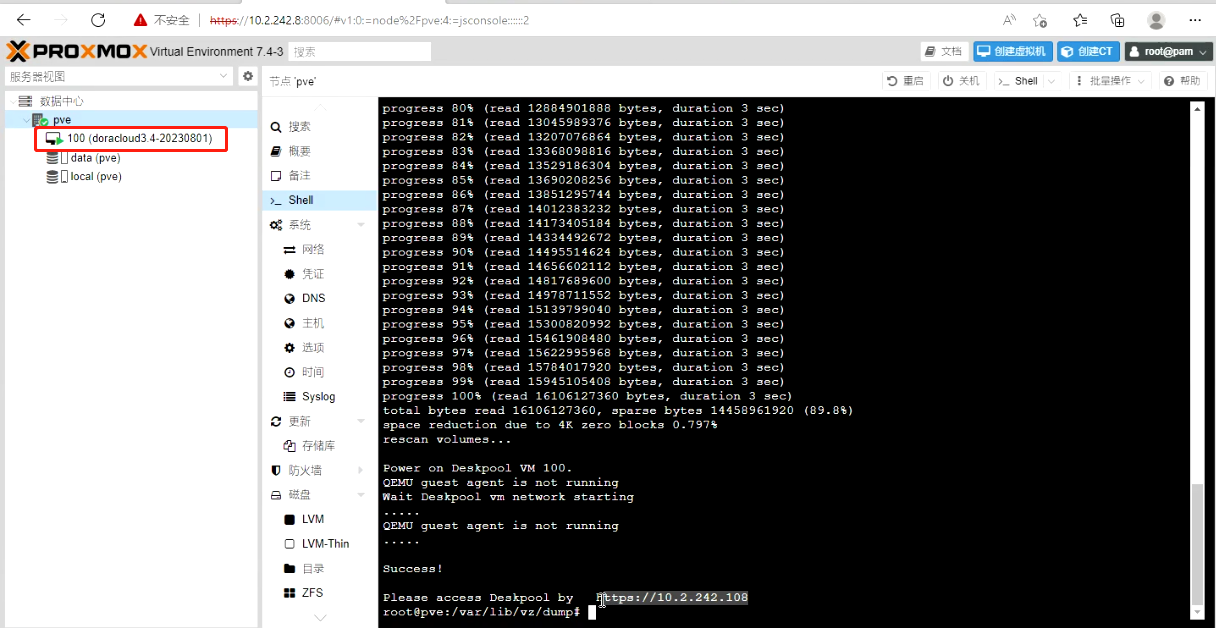 不安全 https://10.2.242.8:8006/#v1:0:=node%2Fpve:4:=jsconsole::::::2
PROXMOX Virtual Environment 7.4-3 搜索 文档 创建虚拟机 创建CT root@pam
服务器视图
数据中心
pve
100 (doracloud3.4-20230801)
data (pve)
local (pve)
节点 'pve' 重启 关机 Shell 批量操作 帮助
搜索
概要
备注
Shell
系统
网络
凭证
DNS
主机
选项
时间
Syslog
更新
存储库
防火墙
磁盘
LVM
LVM-Thin
目录
ZFS
progress 80% (read 12884901888 bytes, duration 3 sec)
progress 81% (read 13045989376 bytes, duration 3 sec)
progress 82% (read 13207076864 bytes, duration 3 sec)
progress 83% (read 13368098816 bytes, duration 3 sec)
progress 84% (read 13529186304 bytes, duration 3 sec)
progress 85% (read 13690208256 bytes, duration 3 sec)
progress 86% (read 13851295744 bytes, duration 3 sec)
progress 87% (read 14012383232 bytes, duration 3 sec)
progress 88% (read 14173405184 bytes, duration 3 sec)
progress 89% (read 14334492672 bytes, duration 3 sec)
progress 90% (read 14495514624 bytes, duration 3 sec)
progress 91% (read 14656602112 bytes, duration 3 sec)
progress 92% (read 14817689600 bytes, duration 3 sec)
progress 93% (read 14978711552 bytes, duration 3 sec)
progress 94% (read 15139799040 bytes, duration 3 sec)
progress 95% (read 15300820992 bytes, duration 3 sec)
progress 96% (read 15461908480 bytes, duration 3 sec)
progress 97% (read 15622995968 bytes, duration 3 sec)
progress 98% (read 15784017920 bytes, duration 3 sec)
progress 99% (read 15945105408 bytes, duration 3 sec)
progress 100% (read 16106127360 bytes, duration 3 sec)
total bytes read 16106127360, sparse bytes 14458961920 (89.8%)
space reduction due to 4K zero blocks 0.797%
rescan volumes...
Power on Deskpool VM 100.
QEMU guest agent is not running
Wait Deskpool vm network starting
.....
QEMU guest agent is not running
.....
Success!
Please access Deskpool by https://10.2.242.108
root@pve:/var/lib/vz/dump#